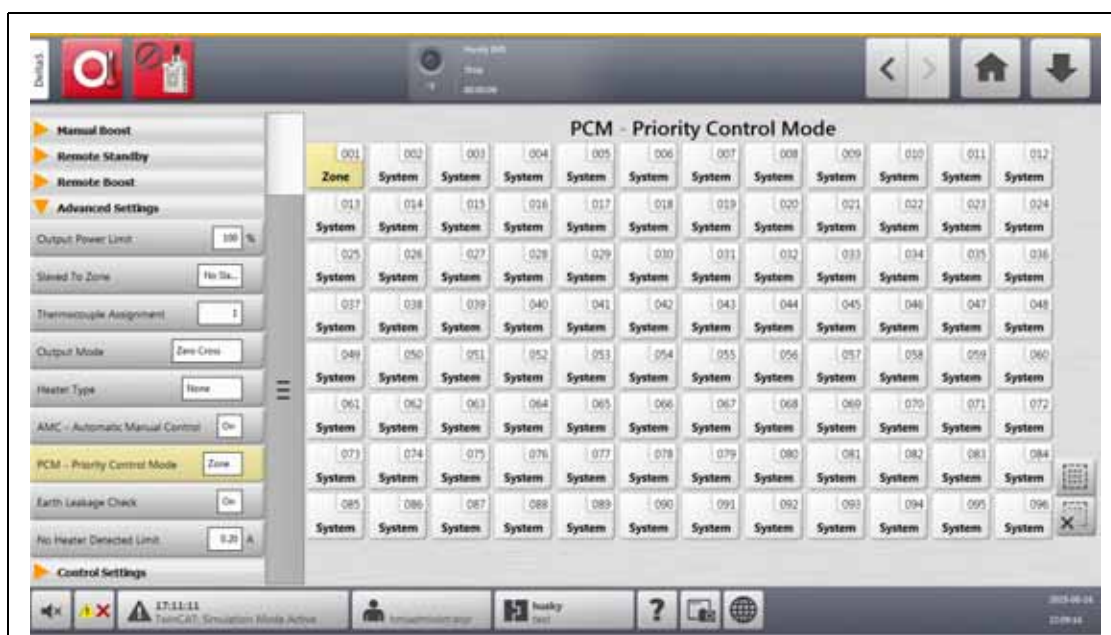 Manual Boost
Remote Standby
Remote Boost
Advanced Settings
Output Power Limit 100 %
Slaved To Zone No Sla...
Thermocouple Assignment 1
Output Mode Zero Cross
Heater Type None
AMC - Automatic Manual Control On
PCM - Priority Control Mode Zone
Earth Leakage Check On
No Heater Detected Limit 0.20 A
Control Settings
PCM - Priority Control Mode
001 002 003 004 005 006 007 008 009 010 011 012
Zone System System System System System System System System System System System
013 014 015 016 017 018 019 020 021 022 023 024
System System System System System System System System System System System System
025 026 027 028 029 030 031 032 033 034 035 036
System System System System System System System System System System System System
037 038 039 040 041 042 043 044 045 046 047 048
System System System System System System System System System System System System
049 050 051 052 053 054 055 056 057 058 059 060
System System System System System System System System System System System System
061 062 063 064 065 066 067 068 069 070 071 072
System System System System System System System System System System System System
073 074 075 076 077 078 079 080 081 082 083 084
System System System System System System System System System System System System
085 086 087 088 089 090 091 092 093 094 095 096
System System System System System System System System System System System System
17:11:11
TwinCAT: Simulation Mode Active
husky
test
?